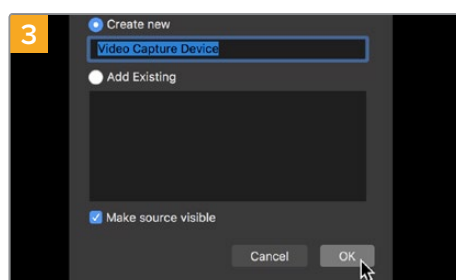 3
Create new
Video Capture Device
Add Existing
Make source visible
Cancel OK